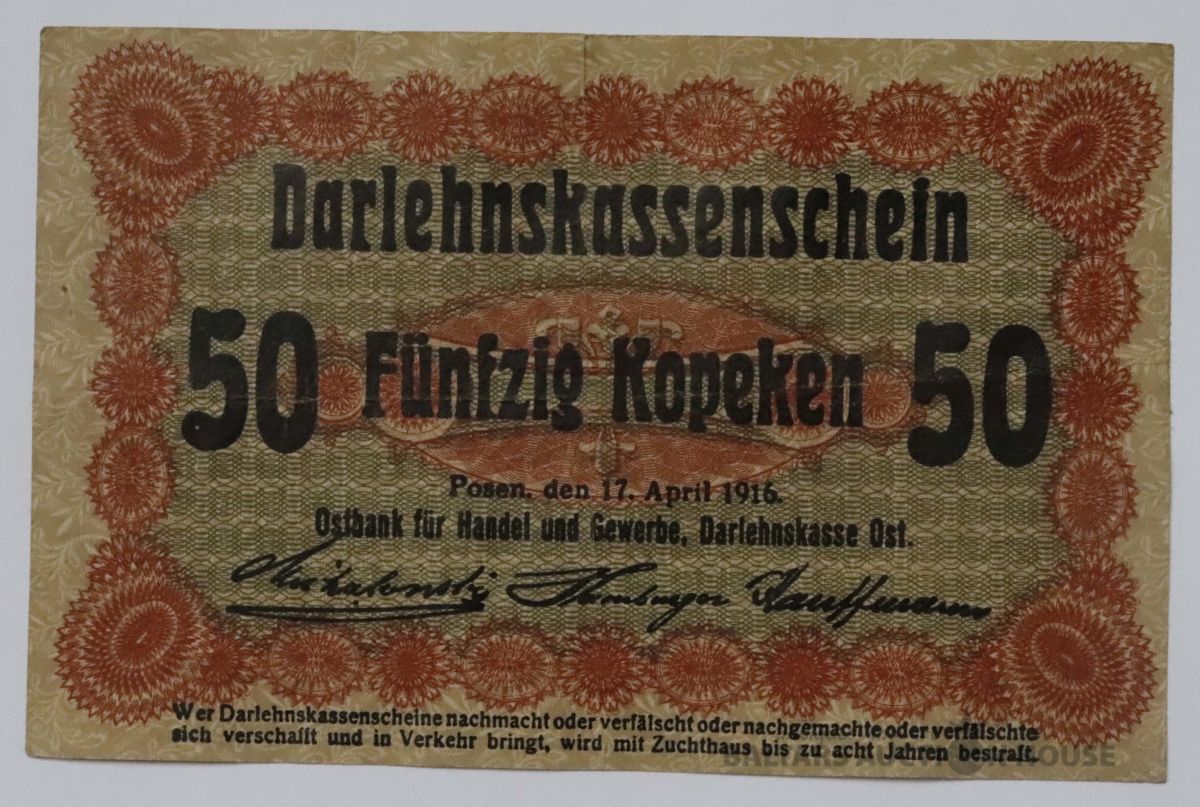 Darlehnskassenschein
50 Fünfzig Kopeken 50
Posen, den 17. April 1916.
Ostbank für Handel und Gewerbe, Darlehnskasse Ost.
Kauffmann
Wer Darlehnskassenscheine nachmacht oder verfälscht oder nachgemachte oder verfälschte
sich verschafft und in Verkehr bringt, wird mit Zuchthaus bis zu acht Jahren bestraft.
HOUSE